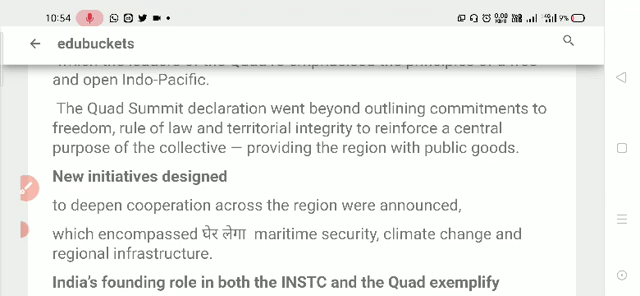 10:54
9%
edubuckets
and open Indo-Pacific.
The Quad Summit declaration went beyond outlining commitments to
freedom, rule of law and territorial integrity to reinforce a central
purpose of the collective — providing the region with public goods.
New initiatives designed
to deepen cooperation across the region were announced,
which encompassed घेर लेगा maritime security, climate change and
regional infrastructure.
India's founding role in both the INSTC and the Quad exemplify